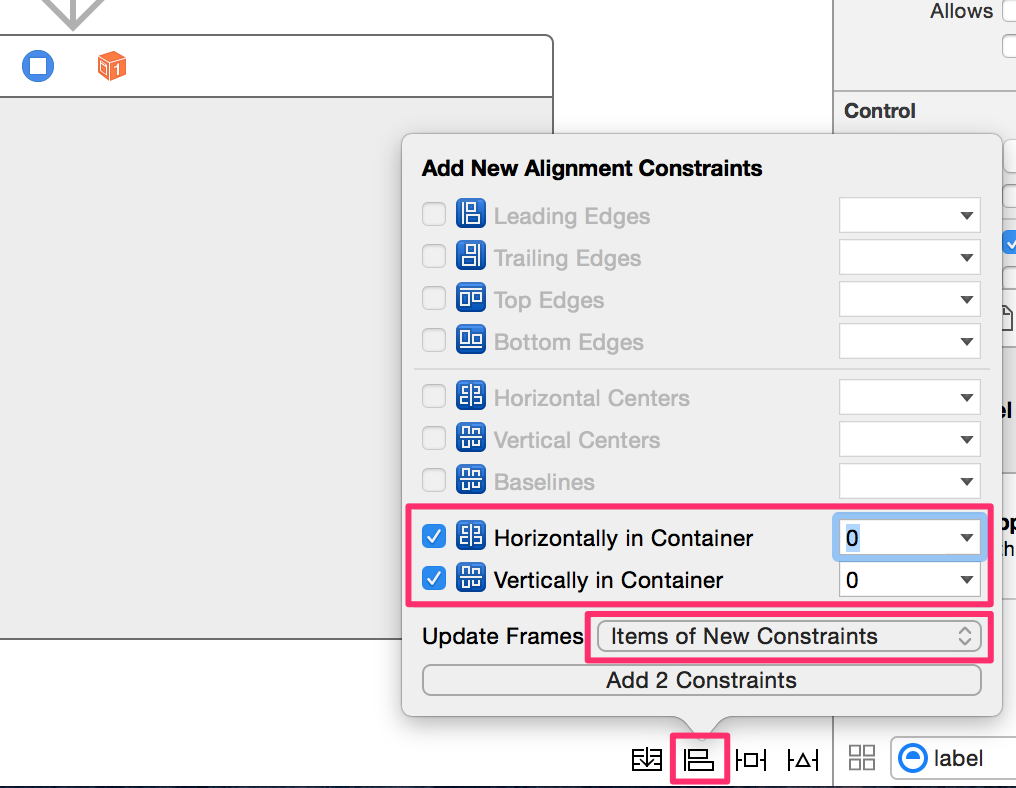 Allows
Control
Add New Alignment Constraints
Leading Edges
Trailing Edges
Top Edges
Bottom Edges
Horizontal Centers
Vertical Centers
Baselines
Horizontally in Container 0
Vertically in Container 0
Update Frames Items of New Constraints
Add 2 Constraints
label